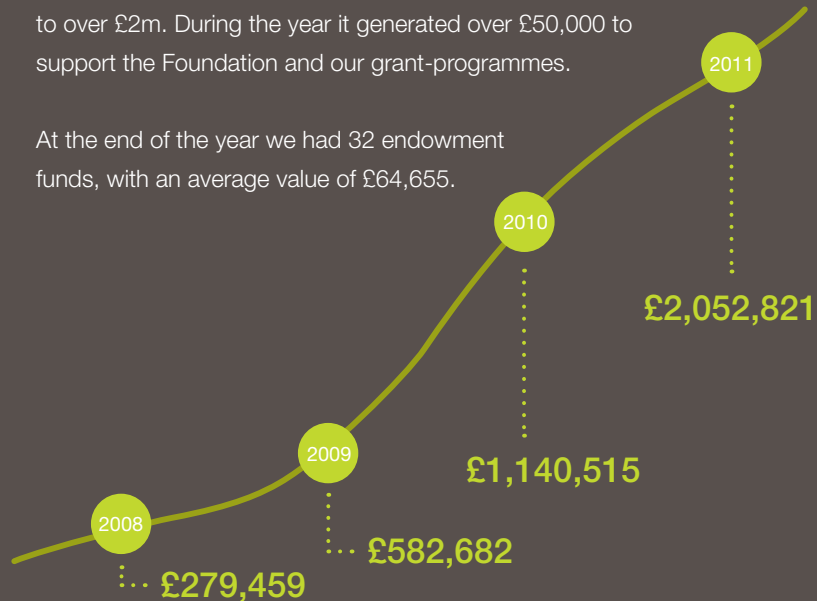 to over £2m. During the year it generated over £50,000 to
support the Foundation and our grant-programmes.
At the end of the year we had 32 endowment
funds, with an average value of £64,655.
2011
£2,052,821
2010
£1,140,515
2009
£582,682
2008
£279,459